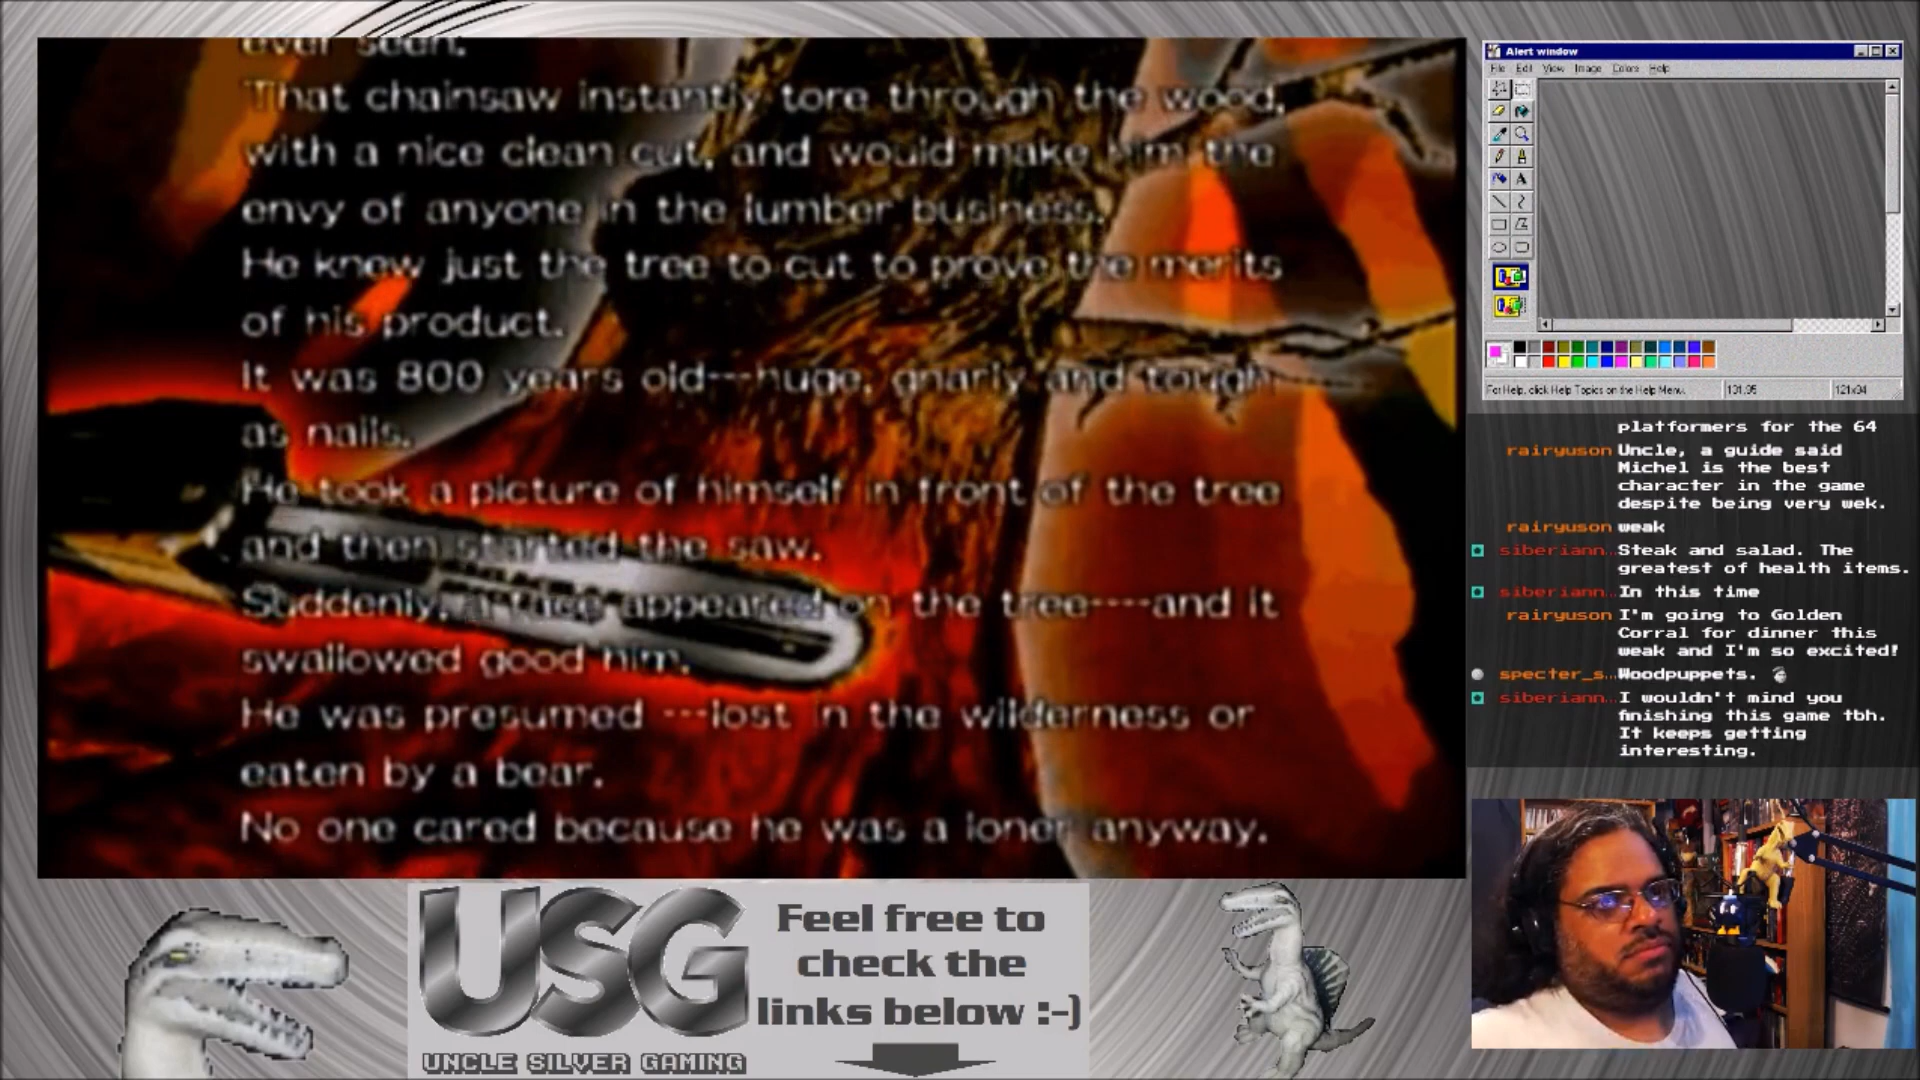 ever seen.
That chainsaw instantly tore through the wood,
with a nice clean cut, and would make him the
envy of anyone in the lumber business.
He knew just the tree to cut to prove the merits
of his product.
It was 800 years old---huge, gnarly and tough
as nails.
He took a picture of himself in front of the tree
and then started the saw.
Suddenly, a face appeared on the tree----and it
swallowed good him.
He was presumed ---lost in the wilderness or
eaten by a bear.
No one cared because he was a loner anyway.
Alert window
File Edit View Image Colors Help
For Help, click Help Topics on the Help Menu.
121x94
platformers for the 64
rairyuson Uncle, a guide said
Michel is the best
character in the game
despite being very wek.
rairyuson weak
siberiann... Steak and salad. The
greatest of health items.
siberiann... In this time
rairyuson I'm going to Golden
Corral for dinner this
weak and I'm so excited!
specter_s... Woodpuppets.
siberiann... I wouldn't mind you
finishing this game tbh.
It keeps getting
interesting.
USG
UNCLE SILVER GAMING
Feel free to
check the
links below :-)